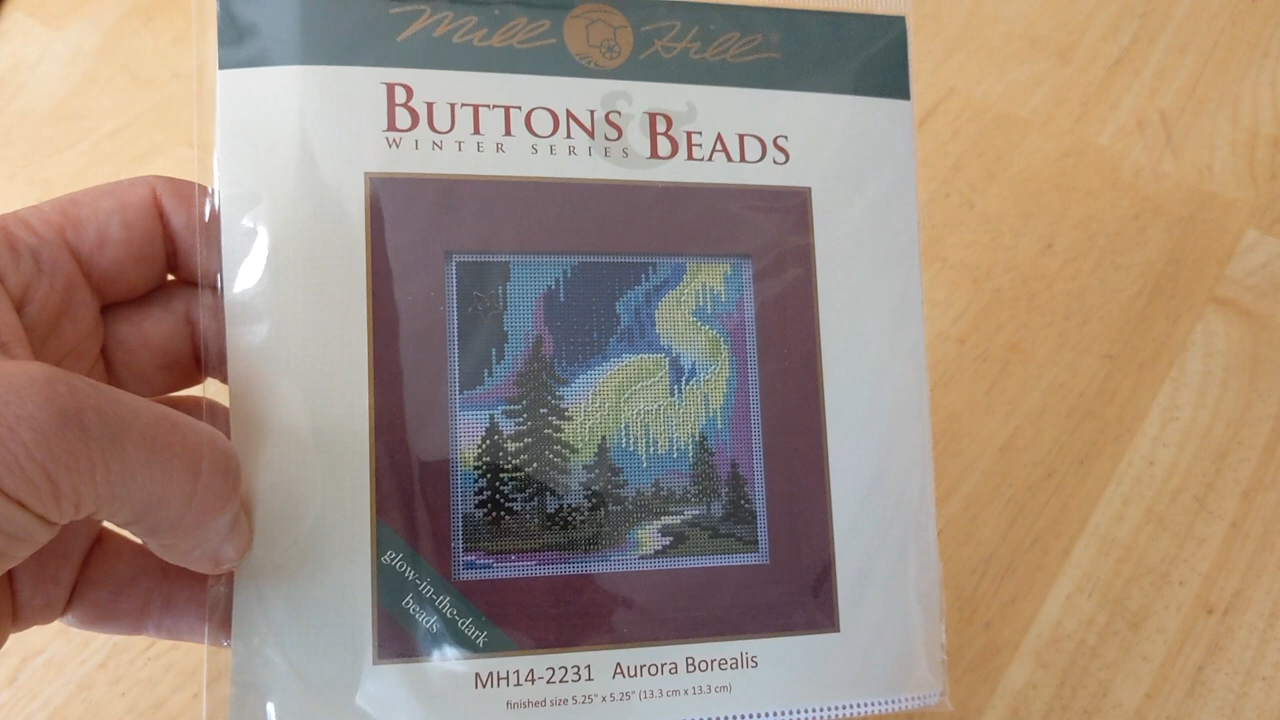 Mill Hill®
BUTTONS & BEADS
WINTER SERIES
glow-in-the-dark
beads
MH14-2231 Aurora Borealis
finished size 5.25" x 5.25" (13.3 cm x 13.3 cm)